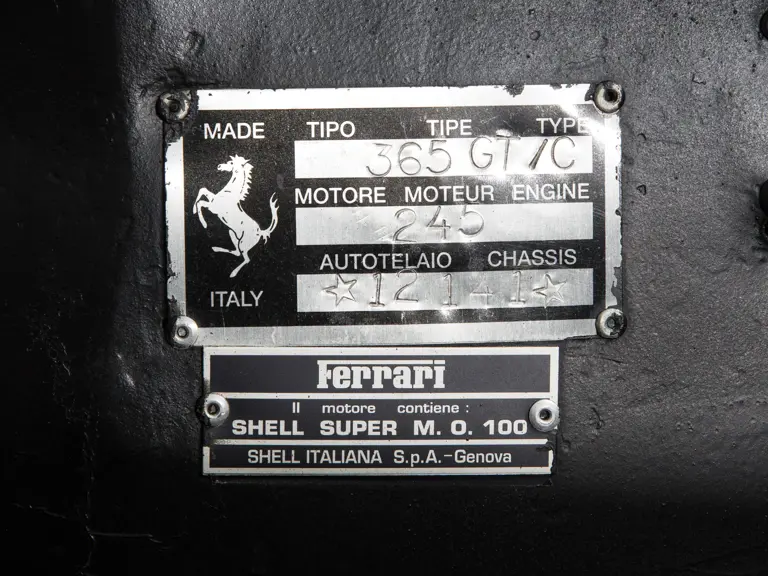 MADE TIPO TIPE TYPE
365 GT/C
MOTORE MOTEUR ENGINE
245
AUTOTELAIO CHASSIS
ITALY ☆12141☆
Ferrari
Il motore contiene :
SHELL SUPER M. O. 100
SHELL ITALIANA S.p.A.-Genova